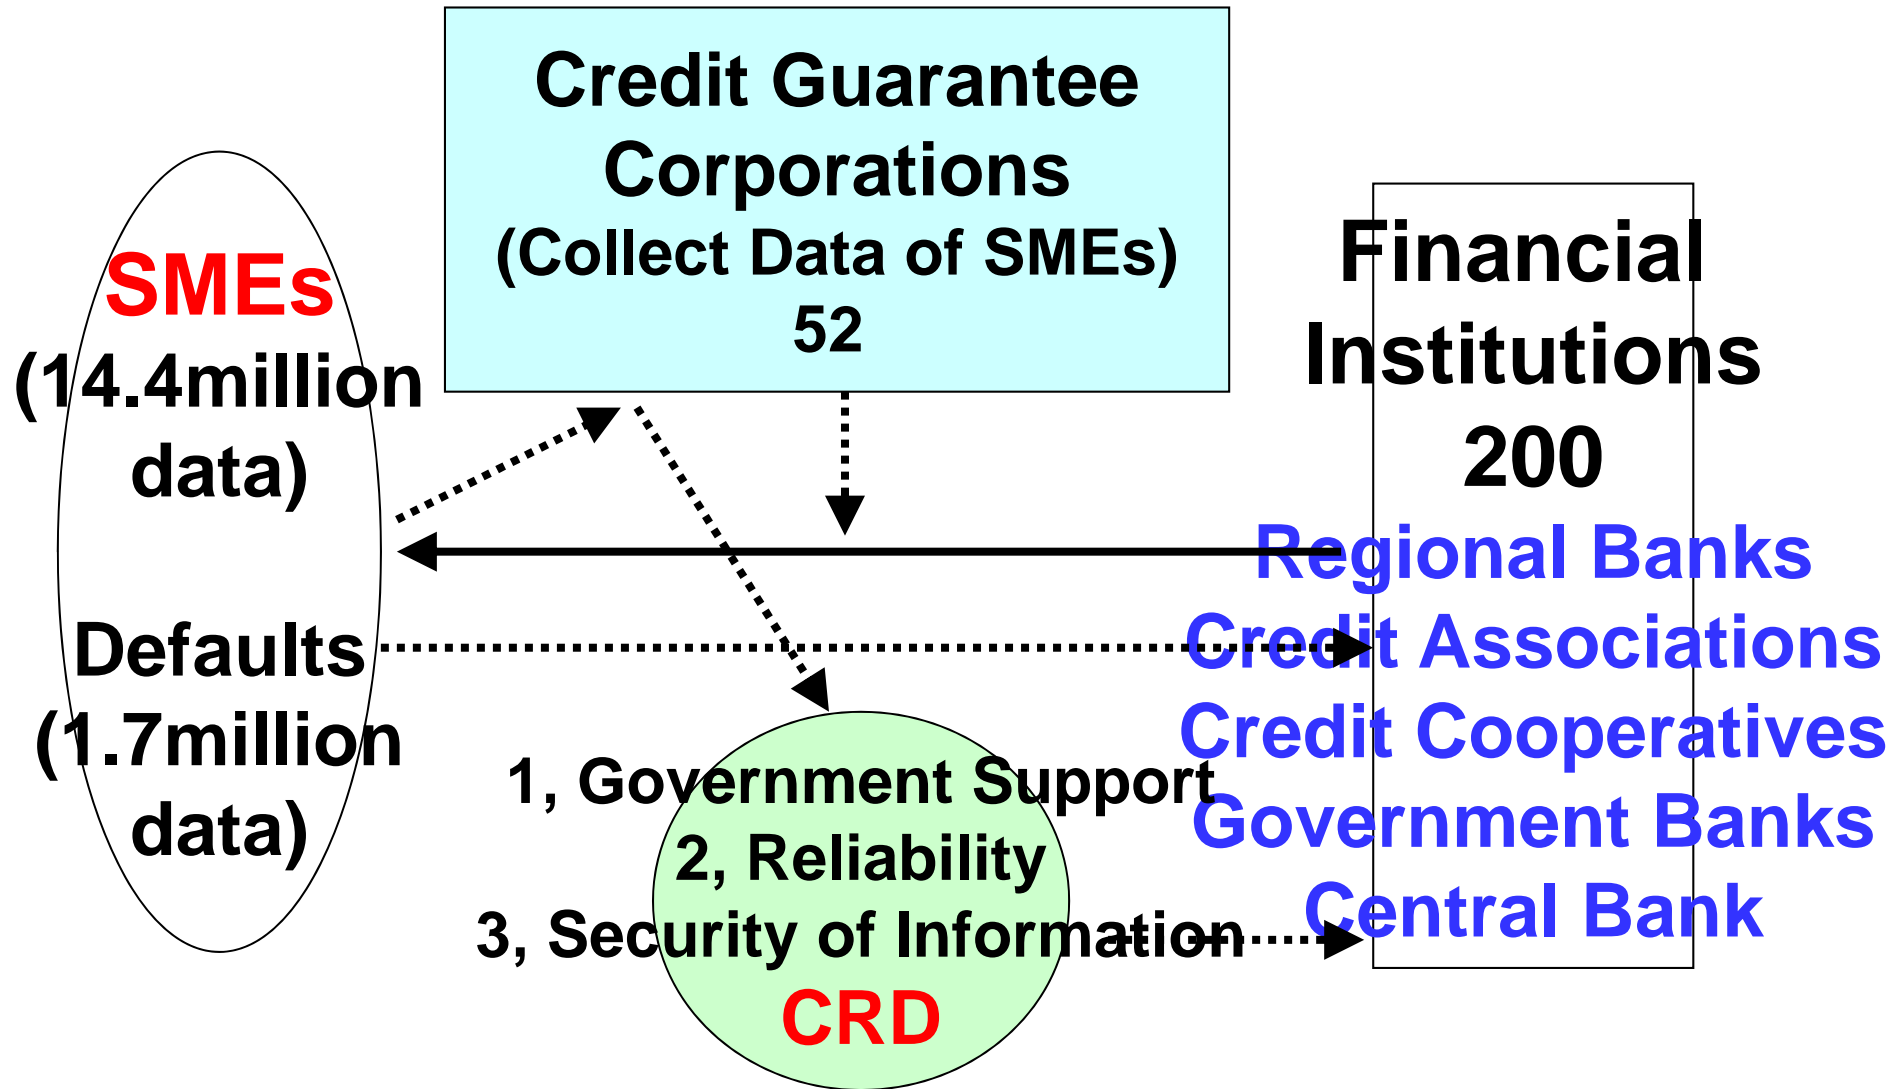 Credit Guarantee
Corporations
(Collect Data of SMEs)
52
SMEs
(14.4million
data)
Defaults
(1.7million
data)
1, Government Support
2, Reliability
3, Security of Information
CRD
Financial
Institutions
200
Regional Banks
Credit Associations
Credit Cooperatives
Government Banks
Central Bank